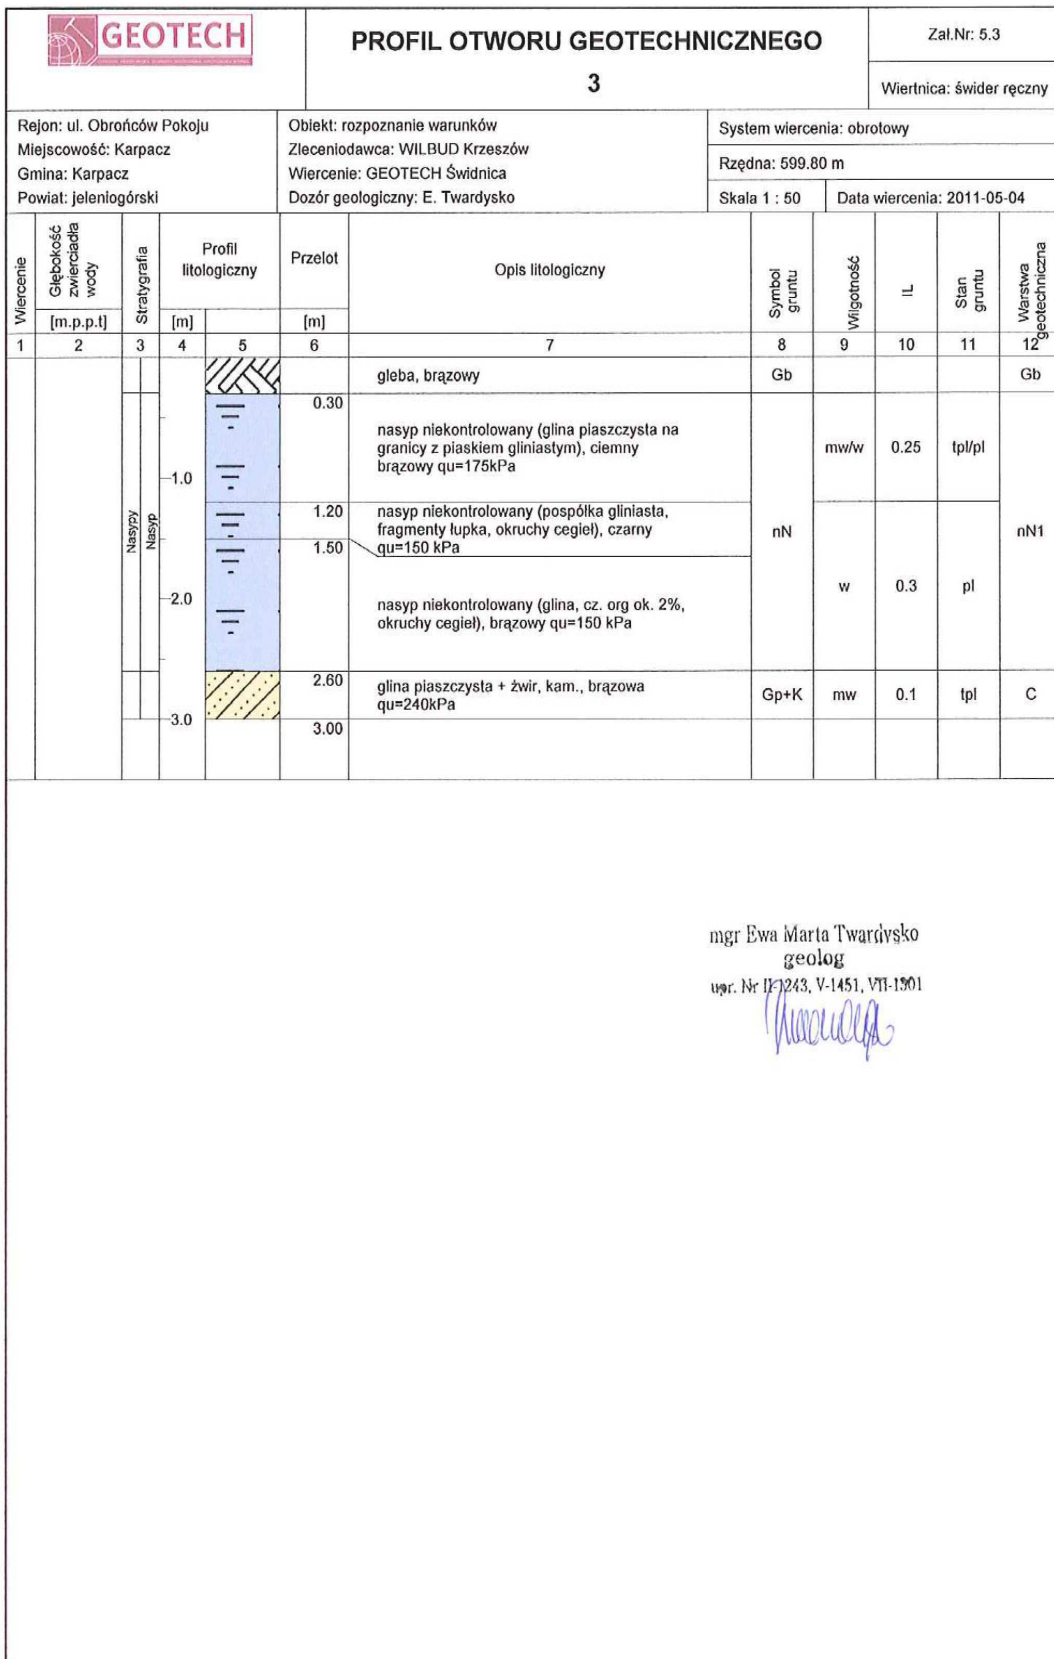 GEOTECH
PROFIL OTWORU GEOTECHNICZNEGO
3
Zał.Nr: 5.3
Wiertnica: świder ręczny
Rejon: ul. Obrońców Pokoju
Miejscowość: Karpacz
Gmina: Karpacz
Powiat: jeleniogórski
Obiekt: rozpoznanie warunków
Zleceniodawca: WILBUD Krzeszów
Wiercenie: GEOTECH Świdnica
Dozór geologiczny: E. Twardysko
System wiercenia: obrotowy
Rzędna: 599.80 m
Skala 1 : 50
Data wiercenia: 2011-05-04
Wiercenie
Głębokość zwierciadła wody
[m.p.p.t]
Stratygrafia
Profil litologiczny
[m]
Przelot
[m]
Opis litologiczny
Symbol gruntu
Wilgotność
IL
Stan gruntu
Warstwa geotechniczna
1 2 3 4 5 6 7 8 9 10 11 12
gleba, brązowy Gb Gb
0.30
nasyp niekontrolowany (glina piaszczysta na
granicy z piaskiem gliniastym), ciemny
brązowy qu=175kPa
mw/w 0.25 tpl/pl
1.0
1.20
nasyp niekontrolowany (pospółka gliniasta,
fragmenty łupka, okruchy cegieł), czarny
qu=150 kPa
Nasypy
Nasyp
nN
nN1
1.50
2.0
nasyp niekontrolowany (glina, cz. org ok. 2%,
okruchy cegieł), brązowy qu=150 kPa
w 0.3 pl
2.60
glina piaszczysta + żwir, kam., brązowa
qu=240kPa
Gp+K mw 0.1 tpl C
3.0
3.00
mgr Ewa Marta Twardysko
geolog
upr. Nr II-1243, V-1451, VII-1301